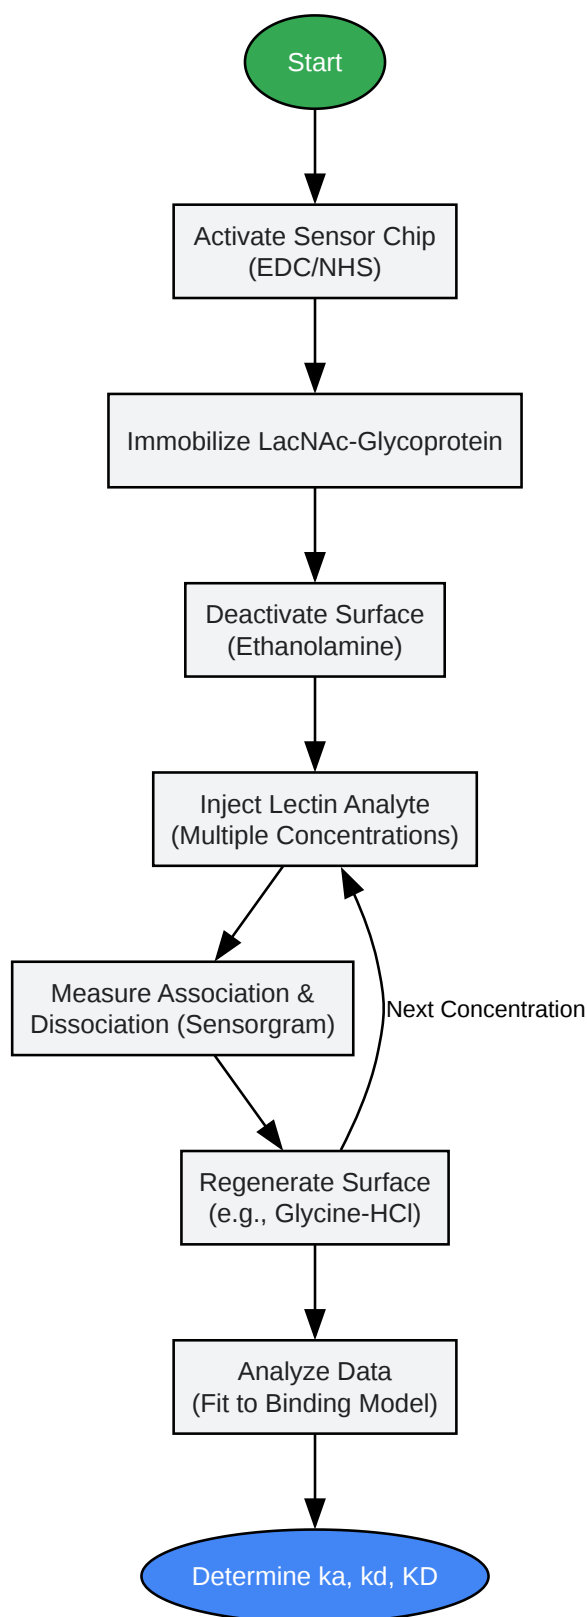 Start
Activate Sensor Chip
(EDC/NHS)
Immobilize LacNAc-Glycoprotein
Deactivate Surface
(Ethanolamine)
Inject Lectin Analyte
(Multiple Concentrations)
Measure Association &
Dissociation (Sensorgram)
Next Concentration
Regenerate Surface
(e.g., Glycine-HCl)
Analyze Data
(Fit to Binding Model)
Determine ka, kd, KD